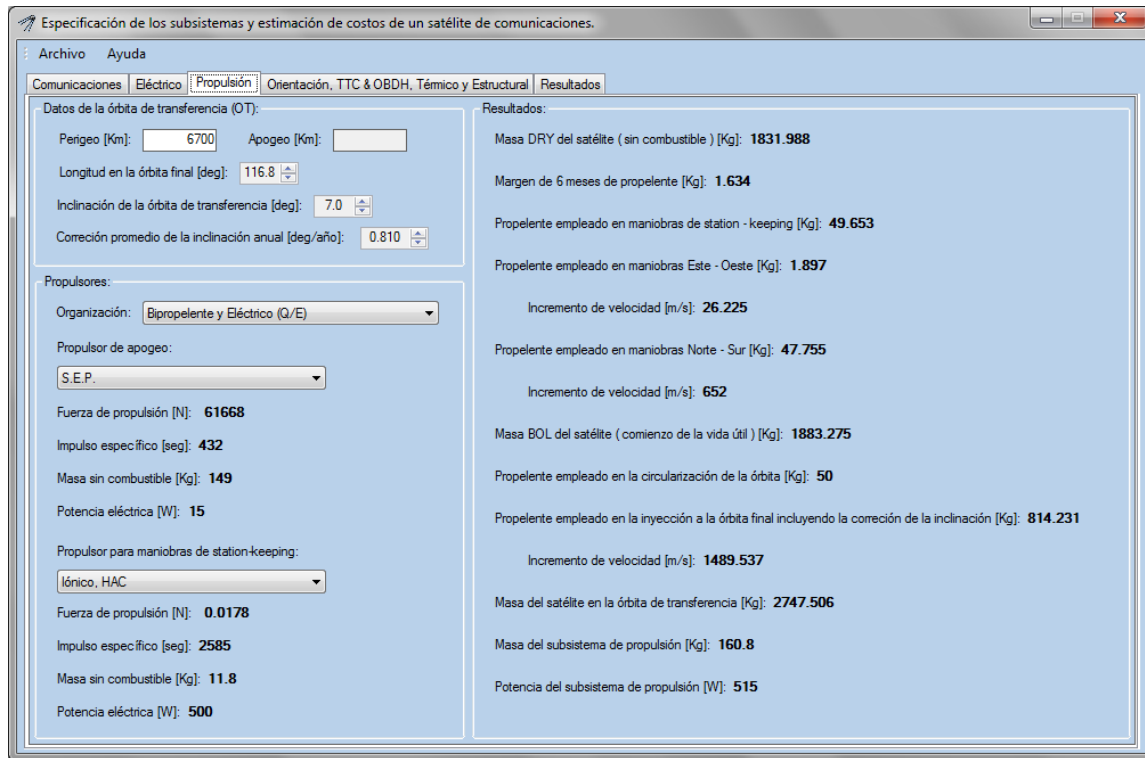 Especificación de los subsistemas y estimación de costos de un satélite de comunicaciones.
Archivo Ayuda
Comunicaciones Eléctrico Propulsión Orientación, TTC & OBDH, Térmico y Estructural Resultados
Datos de la órbita de transferencia (OT):
Perigeo [Km]: 6700 Apogeo [Km]:
Longitud en la órbita final [deg]: 116.8
Inclinación de la órbita de transferencia [deg]: 7.0
Correción promedio de la inclinación anual [deg/año]: 0.810
Propulsores:
Organización: Bipropelente y Eléctrico (Q/E)
Propulsor de apogeo:
S.E.P.
Fuerza de propulsión [N]: 61668
Impulso específico [seg]: 432
Masa sin combustible [Kg]: 149
Potencia eléctrica [W]: 15
Propulsor para maniobras de station-keeping:
Iónico, HAC
Fuerza de propulsión [N]: 0.0178
Impulso específico [seg]: 2585
Masa sin combustible [Kg]: 11.8
Potencia eléctrica [W]: 500
Resultados:
Masa DRY del satélite ( sin combustible ) [Kg]: 1831.988
Margen de 6 meses de propelente [Kg]: 1.634
Propelente empleado en maniobras de station - keeping [Kg]: 49.653
Propelente empleado en maniobras Este - Oeste [Kg]: 1.897
Incremento de velocidad [m/s]: 26.225
Propelente empleado en maniobras Norte - Sur [Kg]: 47.755
Incremento de velocidad [m/s]: 652
Masa BOL del satélite ( comienzo de la vida útil ) [Kg]: 1883.275
Propelente empleado en la circularización de la órbita [Kg]: 50
Propelente empleado en la inyección a la órbita final incluyendo la correción de la inclinación [Kg]: 814.231
Incremento de velocidad [m/s]: 1489.537
Masa del satélite en la órbita de transferencia [Kg]: 2747.506
Masa del subsistema de propulsión [Kg]: 160.8
Potencia del subsistema de propulsión [W]: 515